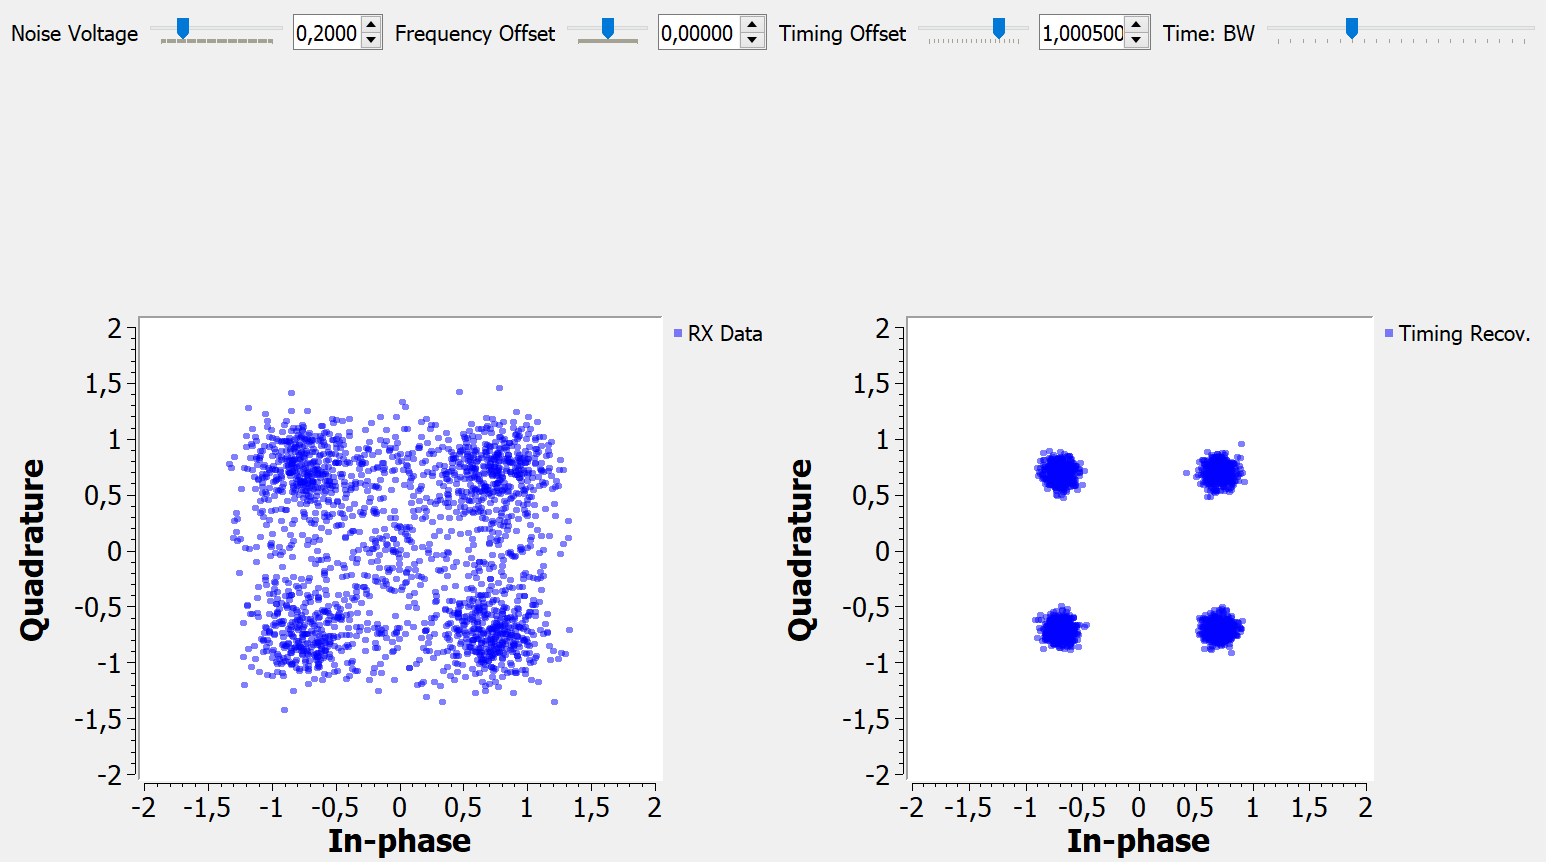 Noise Voltage 0,2000 Frequency Offset 0,00000 Timing Offset 1,000500 Time: BW
RX Data
2
1,5
1
0,5
0
-0,5
-1
-1,5
-2
Quadrature
-2 -1,5 -1 -0,5 0 0,5 1 1,5 2
In-phase
Timing Recov.
2
1,5
1
0,5
0
-0,5
-1
-1,5
-2
Quadrature
-2 -1,5 -1 -0,5 0 0,5 1 1,5 2
In-phase